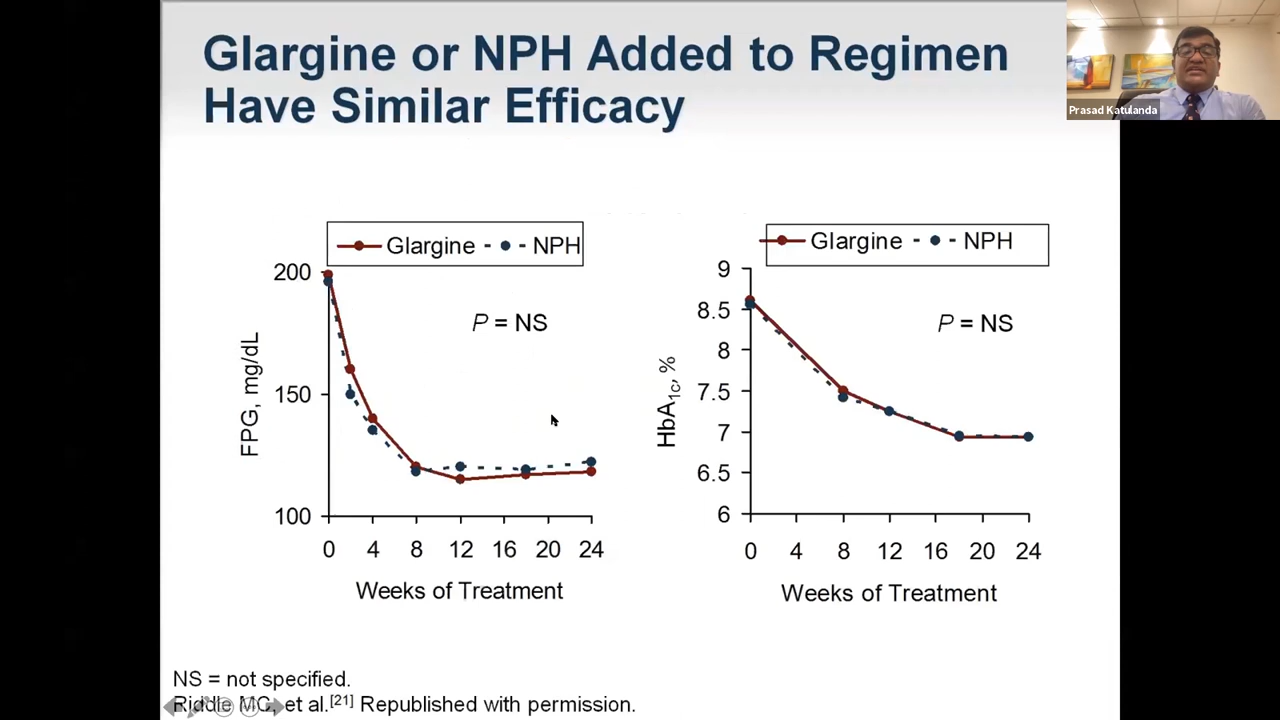 Glargine or NPH Added to Regimen
Have Similar Efficacy
Prasad Katulanda
Glargine NPH
200
150
100
FPG, mg/dL
P = NS
0 4 8 12 16 20 24
Weeks of Treatment
Glargine NPH
9
8.5
8
7.5
7
6.5
6
HbA1c, %
P = NS
0 4 8 12 16 20 24
Weeks of Treatment
NS = not specified.
Riddle MC, et al.[21] Republished with permission.